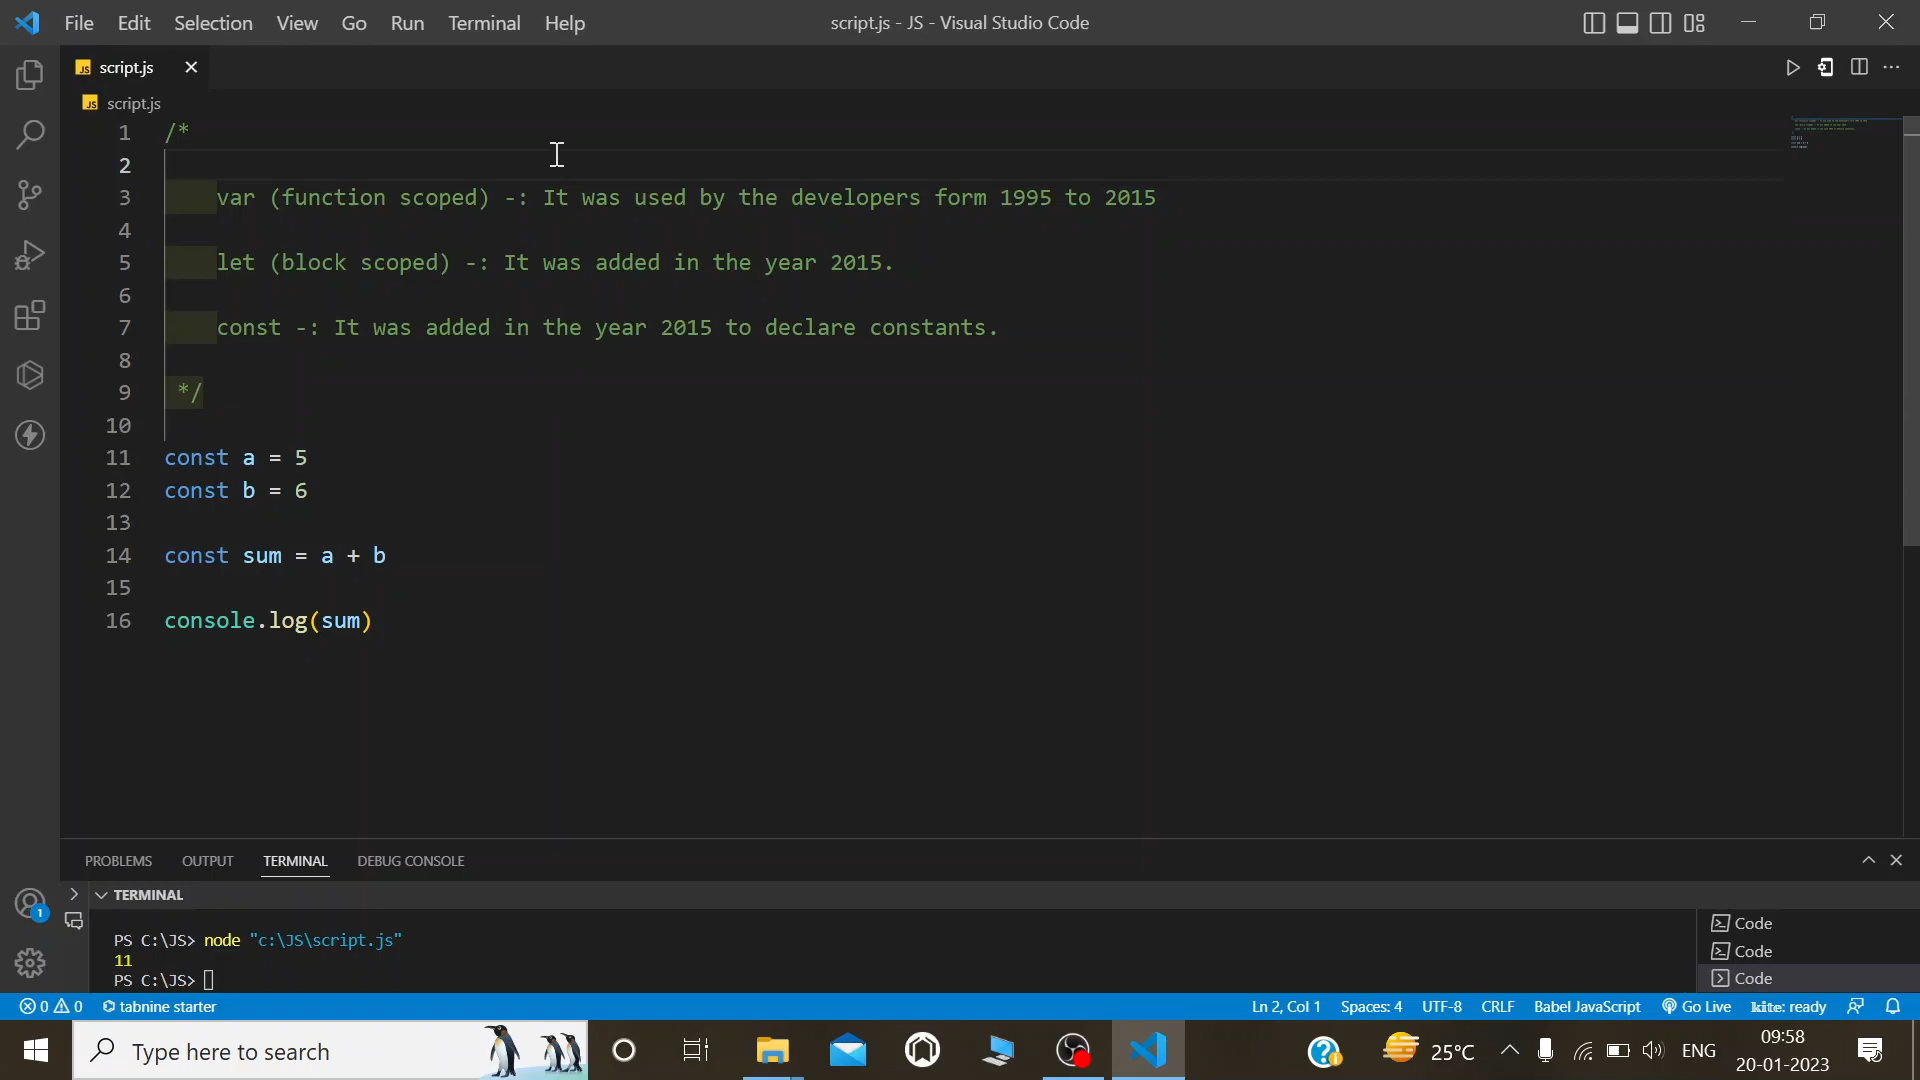 File Edit Selection View Go Run Terminal Help script.js - JS - Visual Studio Code
JS script.js
JS script.js
1 /*
2
3     var (function scoped) -: It was used by the developers form 1995 to 2015
4
5     let (block scoped) -: It was added in the year 2015.
6
7     const -: It was added in the year 2015 to declare constants.
8
9  */
10
11 const a = 5
12 const b = 6
13
14 const sum = a + b
15
16 console.log(sum)
PROBLEMS OUTPUT TERMINAL DEBUG CONSOLE
TERMINAL
PS C:\JS> node "c:\JS\script.js"
11
PS C:\JS>
Code
Code
Code
1
0 0 tabnine starter Ln 2, Col 1 Spaces: 4 UTF-8 CRLF Babel JavaScript Go Live kite: ready
Type here to search 25°C ENG 09:58
20-01-2023